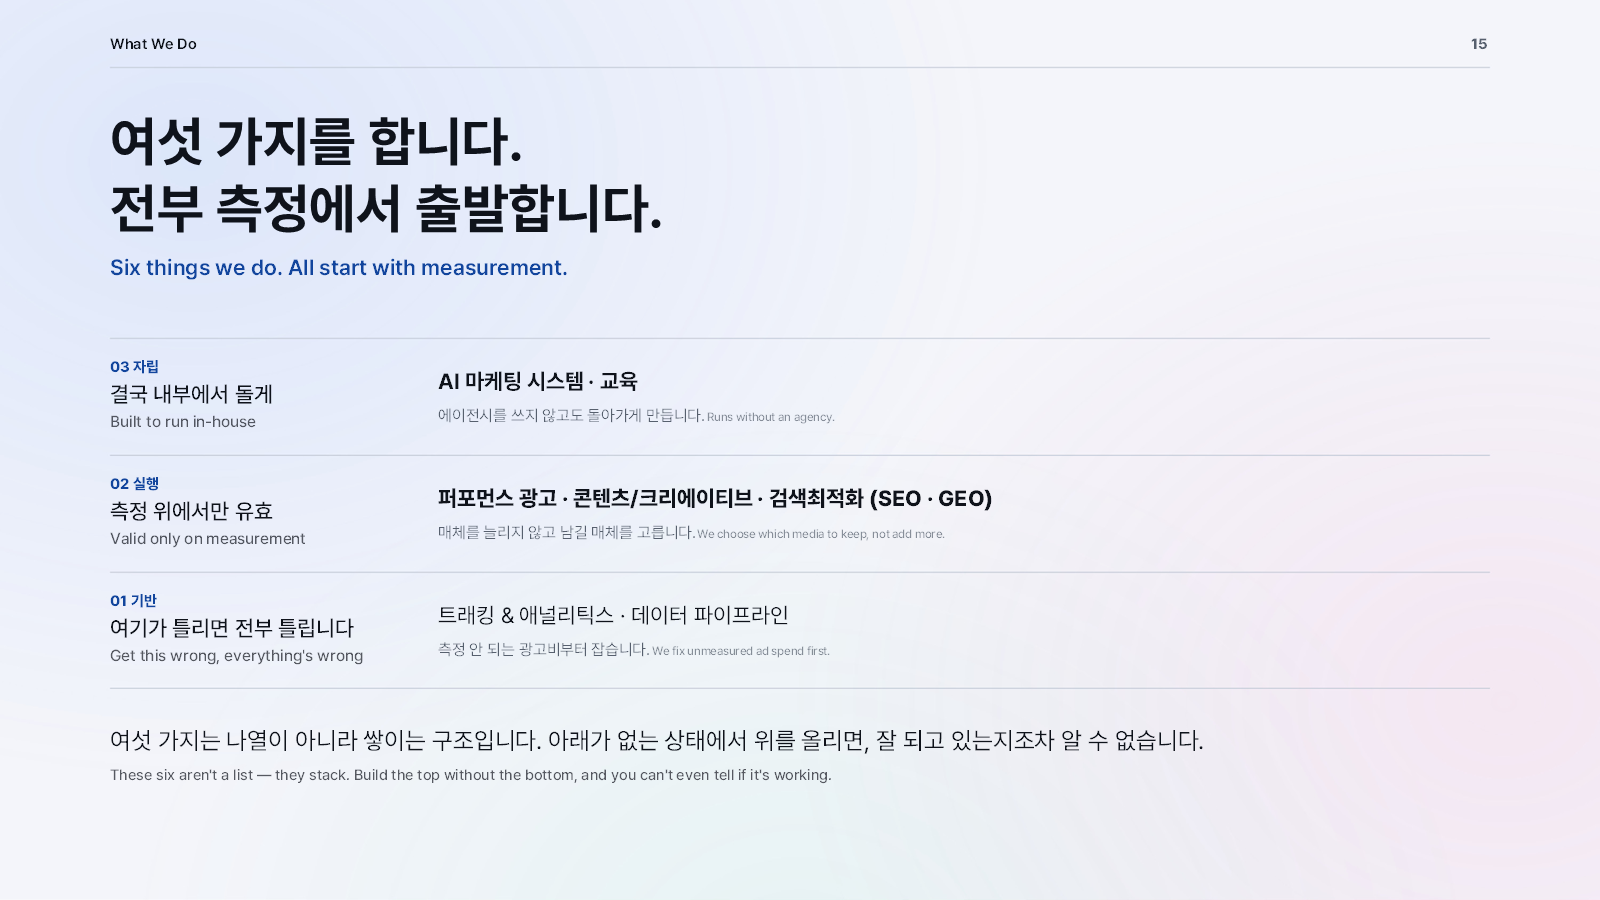 What We Do
15
여섯 가지를 합니다.
전부 측정에서 출발합니다.
Six things we do. All start with measurement.
03 자립
결국 내부에서 돌게
Built to run in-house
AI 마케팅 시스템 · 교육
에이전시를 쓰지 않고도 돌아가게 만듭니다. Runs without an agency.
02 실행
측정 위에서만 유효
Valid only on measurement
퍼포먼스 광고 · 콘텐츠/크리에이티브 · 검색최적화 (SEO · GEO)
매체를 늘리지 않고 남길 매체를 고릅니다. We choose which media to keep, not add more.
01 기반
여기가 틀리면 전부 틀립니다
Get this wrong, everything's wrong
트래킹 & 애널리틱스 · 데이터 파이프라인
측정 안 되는 광고비부터 잡습니다. We fix unmeasured ad spend first.
여섯 가지는 나열이 아니라 쌓이는 구조입니다. 아래가 없는 상태에서 위를 올리면, 잘 되고 있는지조차 알 수 없습니다.
These six aren't a list — they stack. Build the top without the bottom, and you can't even tell if it's working.